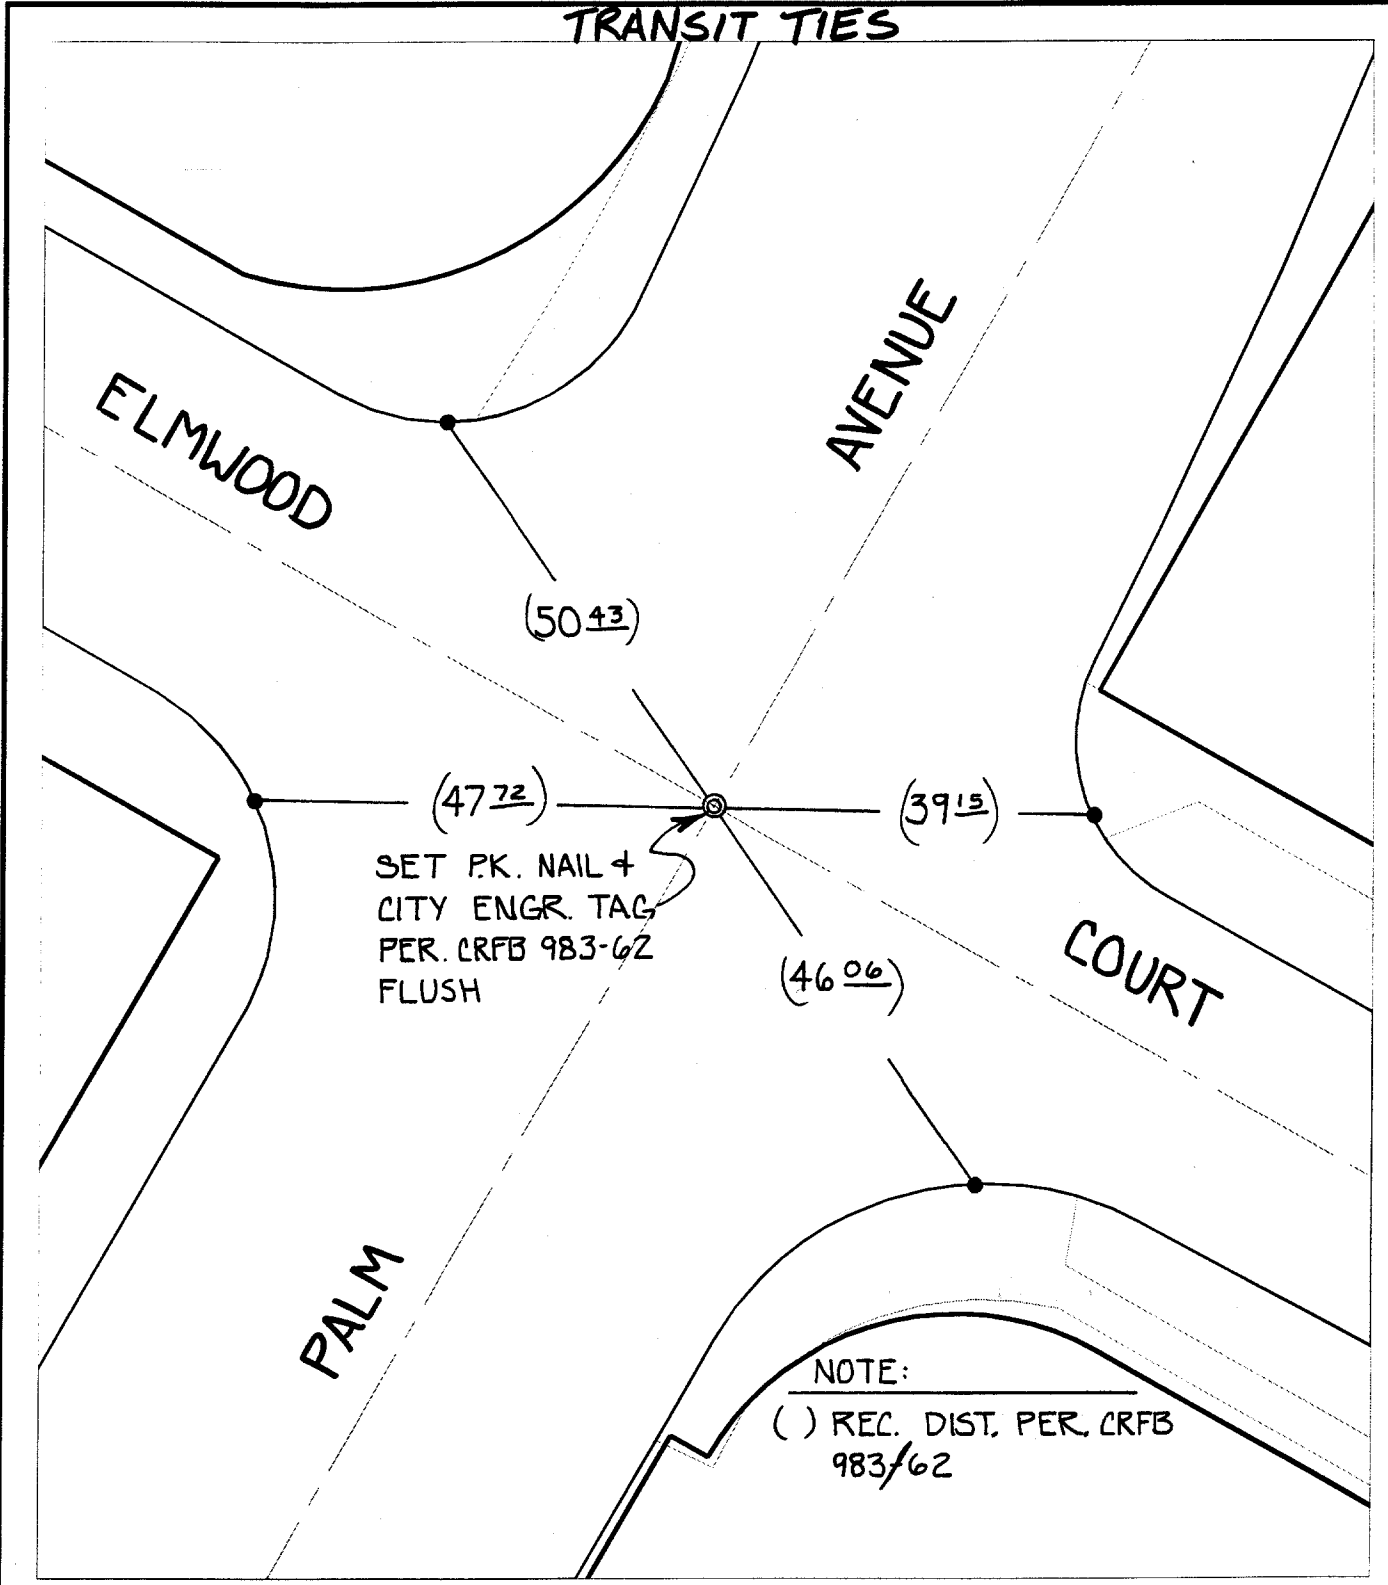 TRANSIT TIES
ELMWOOD
AVENUE
(50 43)
(47 72)
(39 15)
SET P.K. NAIL &
CITY ENGR. TAG
PER. CRFB 983-62
FLUSH
(46 06)
COURT
PALM
NOTE:
( ) REC. DIST. PER. CRFB
983/62